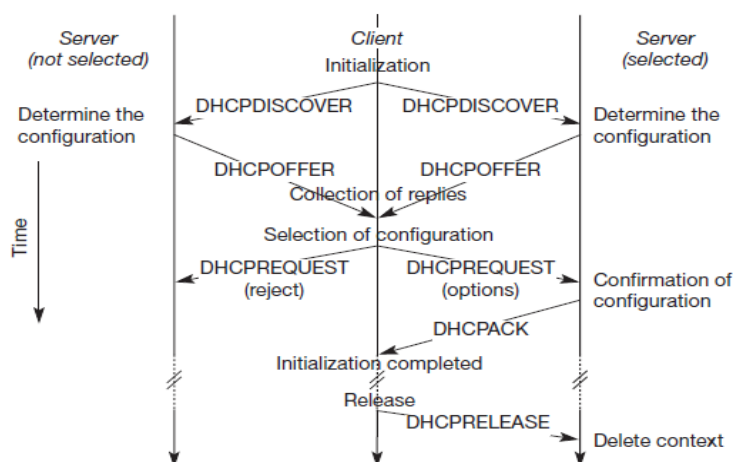 Server
(not selected)
Client
Server
(selected)
Initialization
DHCPDISCOVER
DHCPDISCOVER
Determine the
configuration
Determine the
configuration
DHCPOFFER
DHCPOFFER
Collection of replies
Time
Selection of configuration
DHCPREQUEST
(reject)
DHCPREQUEST
(options)
Confirmation of
configuration
DHCPACK
Initialization completed
Release
DHCPRELEASE
Delete context